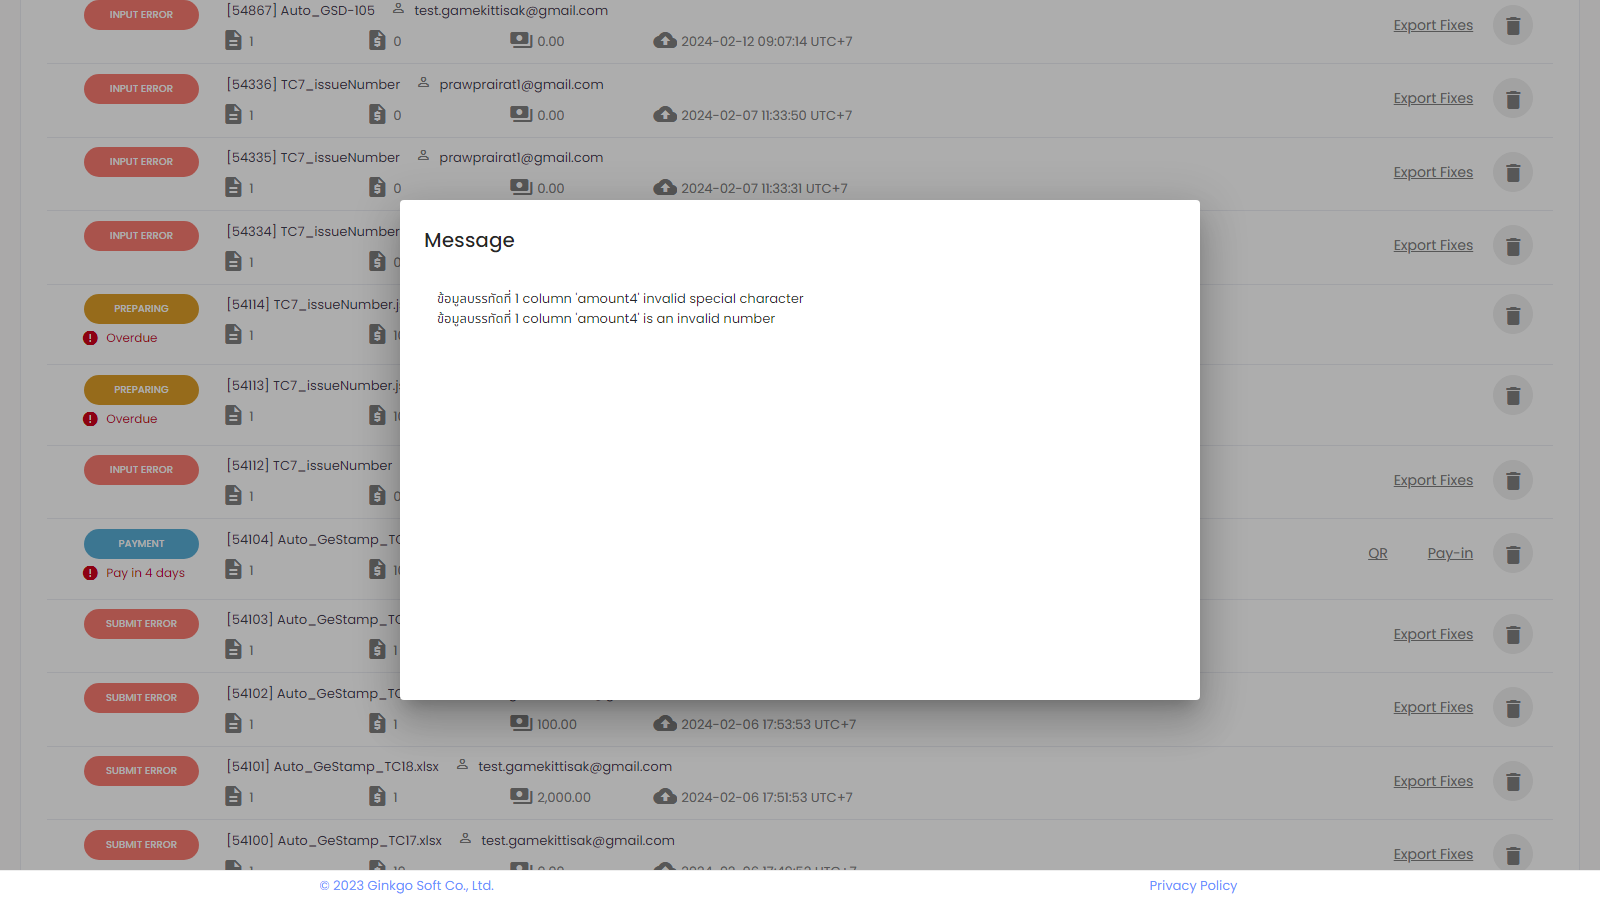 INPUT ERROR
[54867] Auto_GSD-105 test.gamekittisak@gmail.com
1 0 0.00 2024-02-12 09:07:14 UTC+7
Export Fixes
INPUT ERROR
[54336] TC7_issueNumber prawprairat1@gmail.com
1 0 0.00 2024-02-07 11:33:50 UTC+7
Export Fixes
INPUT ERROR
[54335] TC7_issueNumber prawprairat1@gmail.com
1 0 0.00 2024-02-07 11:33:31 UTC+7
Export Fixes
INPUT ERROR
[54334] TC7_issueNumber
1 0
Export Fixes
Message
ข้อมูลบรรทัดที่ 1 column 'amount4' invalid special character
ข้อมูลบรรทัดที่ 1 column 'amount4' is an invalid number
PREPARING
Overdue
[54114] TC7_issueNumber.j
1
PREPARING
Overdue
[54113] TC7_issueNumber.j
1
INPUT ERROR
[54112] TC7_issueNumber
1 0
Export Fixes
PAYMENT
Pay in 4 days
[54104] Auto_GeStamp_TC
1
QR Pay-in
SUBMIT ERROR
[54103] Auto_GeStamp_TC
1 1
Export Fixes
SUBMIT ERROR
[54102] Auto_GeStamp_TC
1 1 100.00 2024-02-06 17:53:53 UTC+7
Export Fixes
SUBMIT ERROR
[54101] Auto_GeStamp_TC18.xlsx test.gamekittisak@gmail.com
1 1 2,000.00 2024-02-06 17:51:53 UTC+7
Export Fixes
SUBMIT ERROR
[54100] Auto_GeStamp_TC17.xlsx test.gamekittisak@gmail.com
Export Fixes
© 2023 Ginkgo Soft Co., Ltd. Privacy Policy